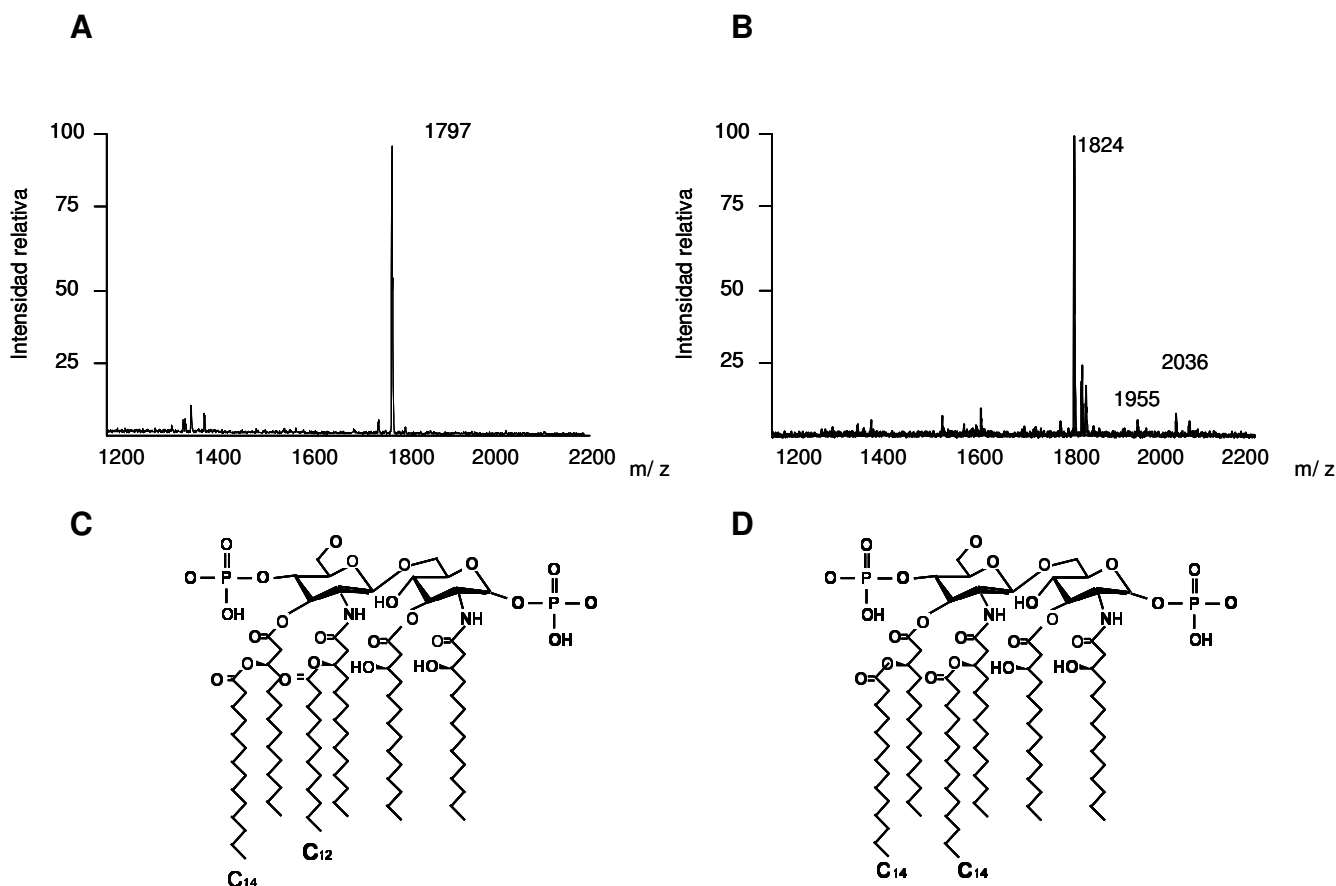 A
B
Intensidad relativa
100
75
50
25
1797
1200 1400 1600 1800 2000 2200 m/ z
Intensidad relativa
100
75
50
25
1824
1955
2036
1200 1400 1600 1800 2000 2200 m/ z
C
D
O
O
O P O
OH
O
O
HO
O
NH
O
O
O
O
NH
O P O
OH
O
O
O
O
HO
O
HO
O
O
O
C12
C14
O
O
O P O
OH
O
O
HO
O
NH
O
O
O
O
NH
O P O
OH
O
O
O
O
HO
O
HO
O
O
O
C14
C14